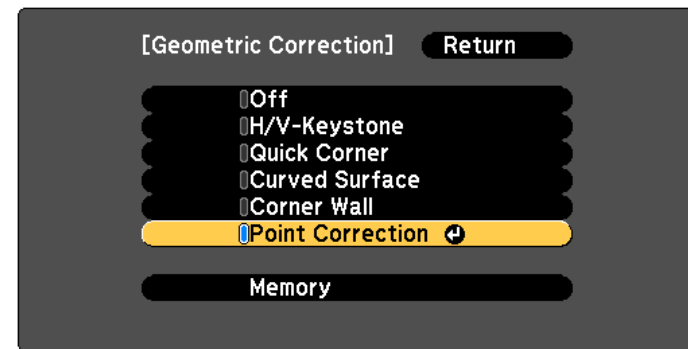 [Geometric Correction] Return
Off
H/V-Keystone
Quick Corner
Curved Surface
Corner Wall
Point Correction
Memory